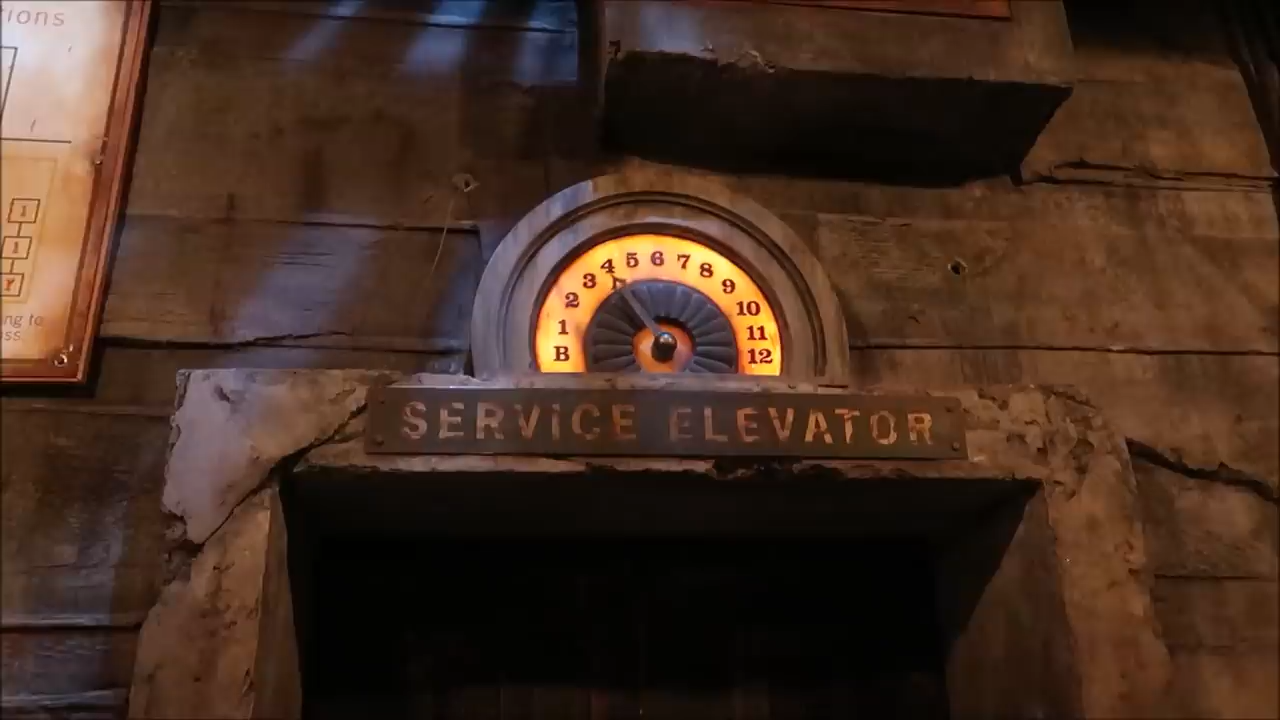 ions
1
1
Y
ng to
ss
B 1 2 3 4 5 6 7 8 9 10 11 12
SERVICE ELEVATOR